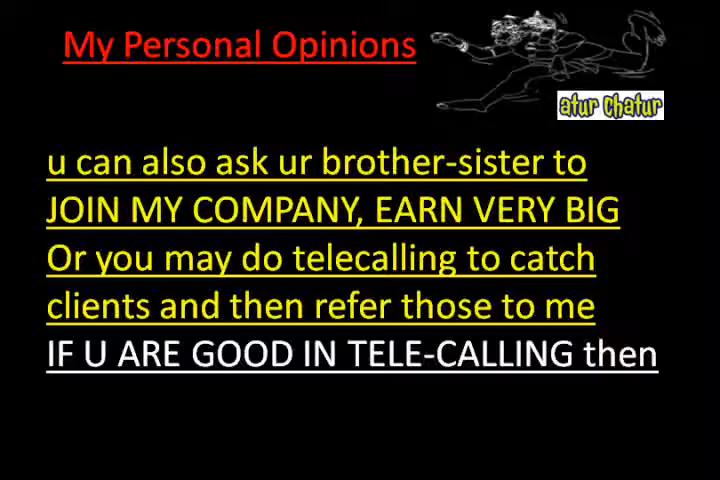 My Personal Opinions
atur chatur
u can also ask ur brother-sister to
JOIN MY COMPANY, EARN VERY BIG
Or you may do telecalling to catch
clients and then refer those to me
IF U ARE GOOD IN TELE-CALLING then